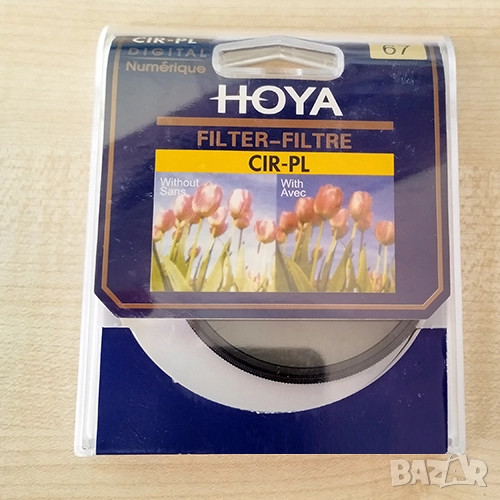 CIR-PL
DIGITAL
Numérique
67
HOYA
FILTER-FILTRE
CIR-PL
Without
Sans
With
Avec
BAZAR